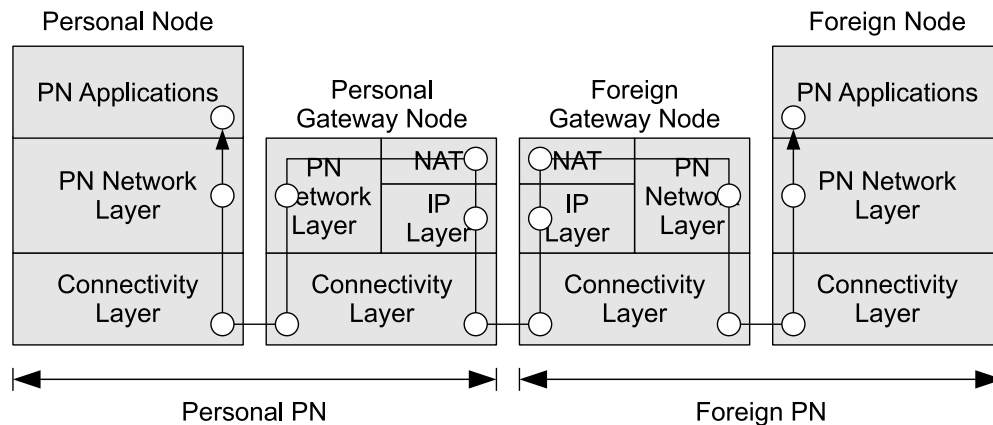 Personal Node
Foreign Node
PN Applications
Personal
Gateway Node
Foreign
Gateway Node
PN Applications
PN Network
Layer
PN
Network
Layer
NAT
IP
Layer
NAT
IP
Layer
PN
Network
Layer
PN Network
Layer
Connectivity
Layer
Connectivity
Layer
Connectivity
Layer
Connectivity
Layer
Personal PN
Foreign PN